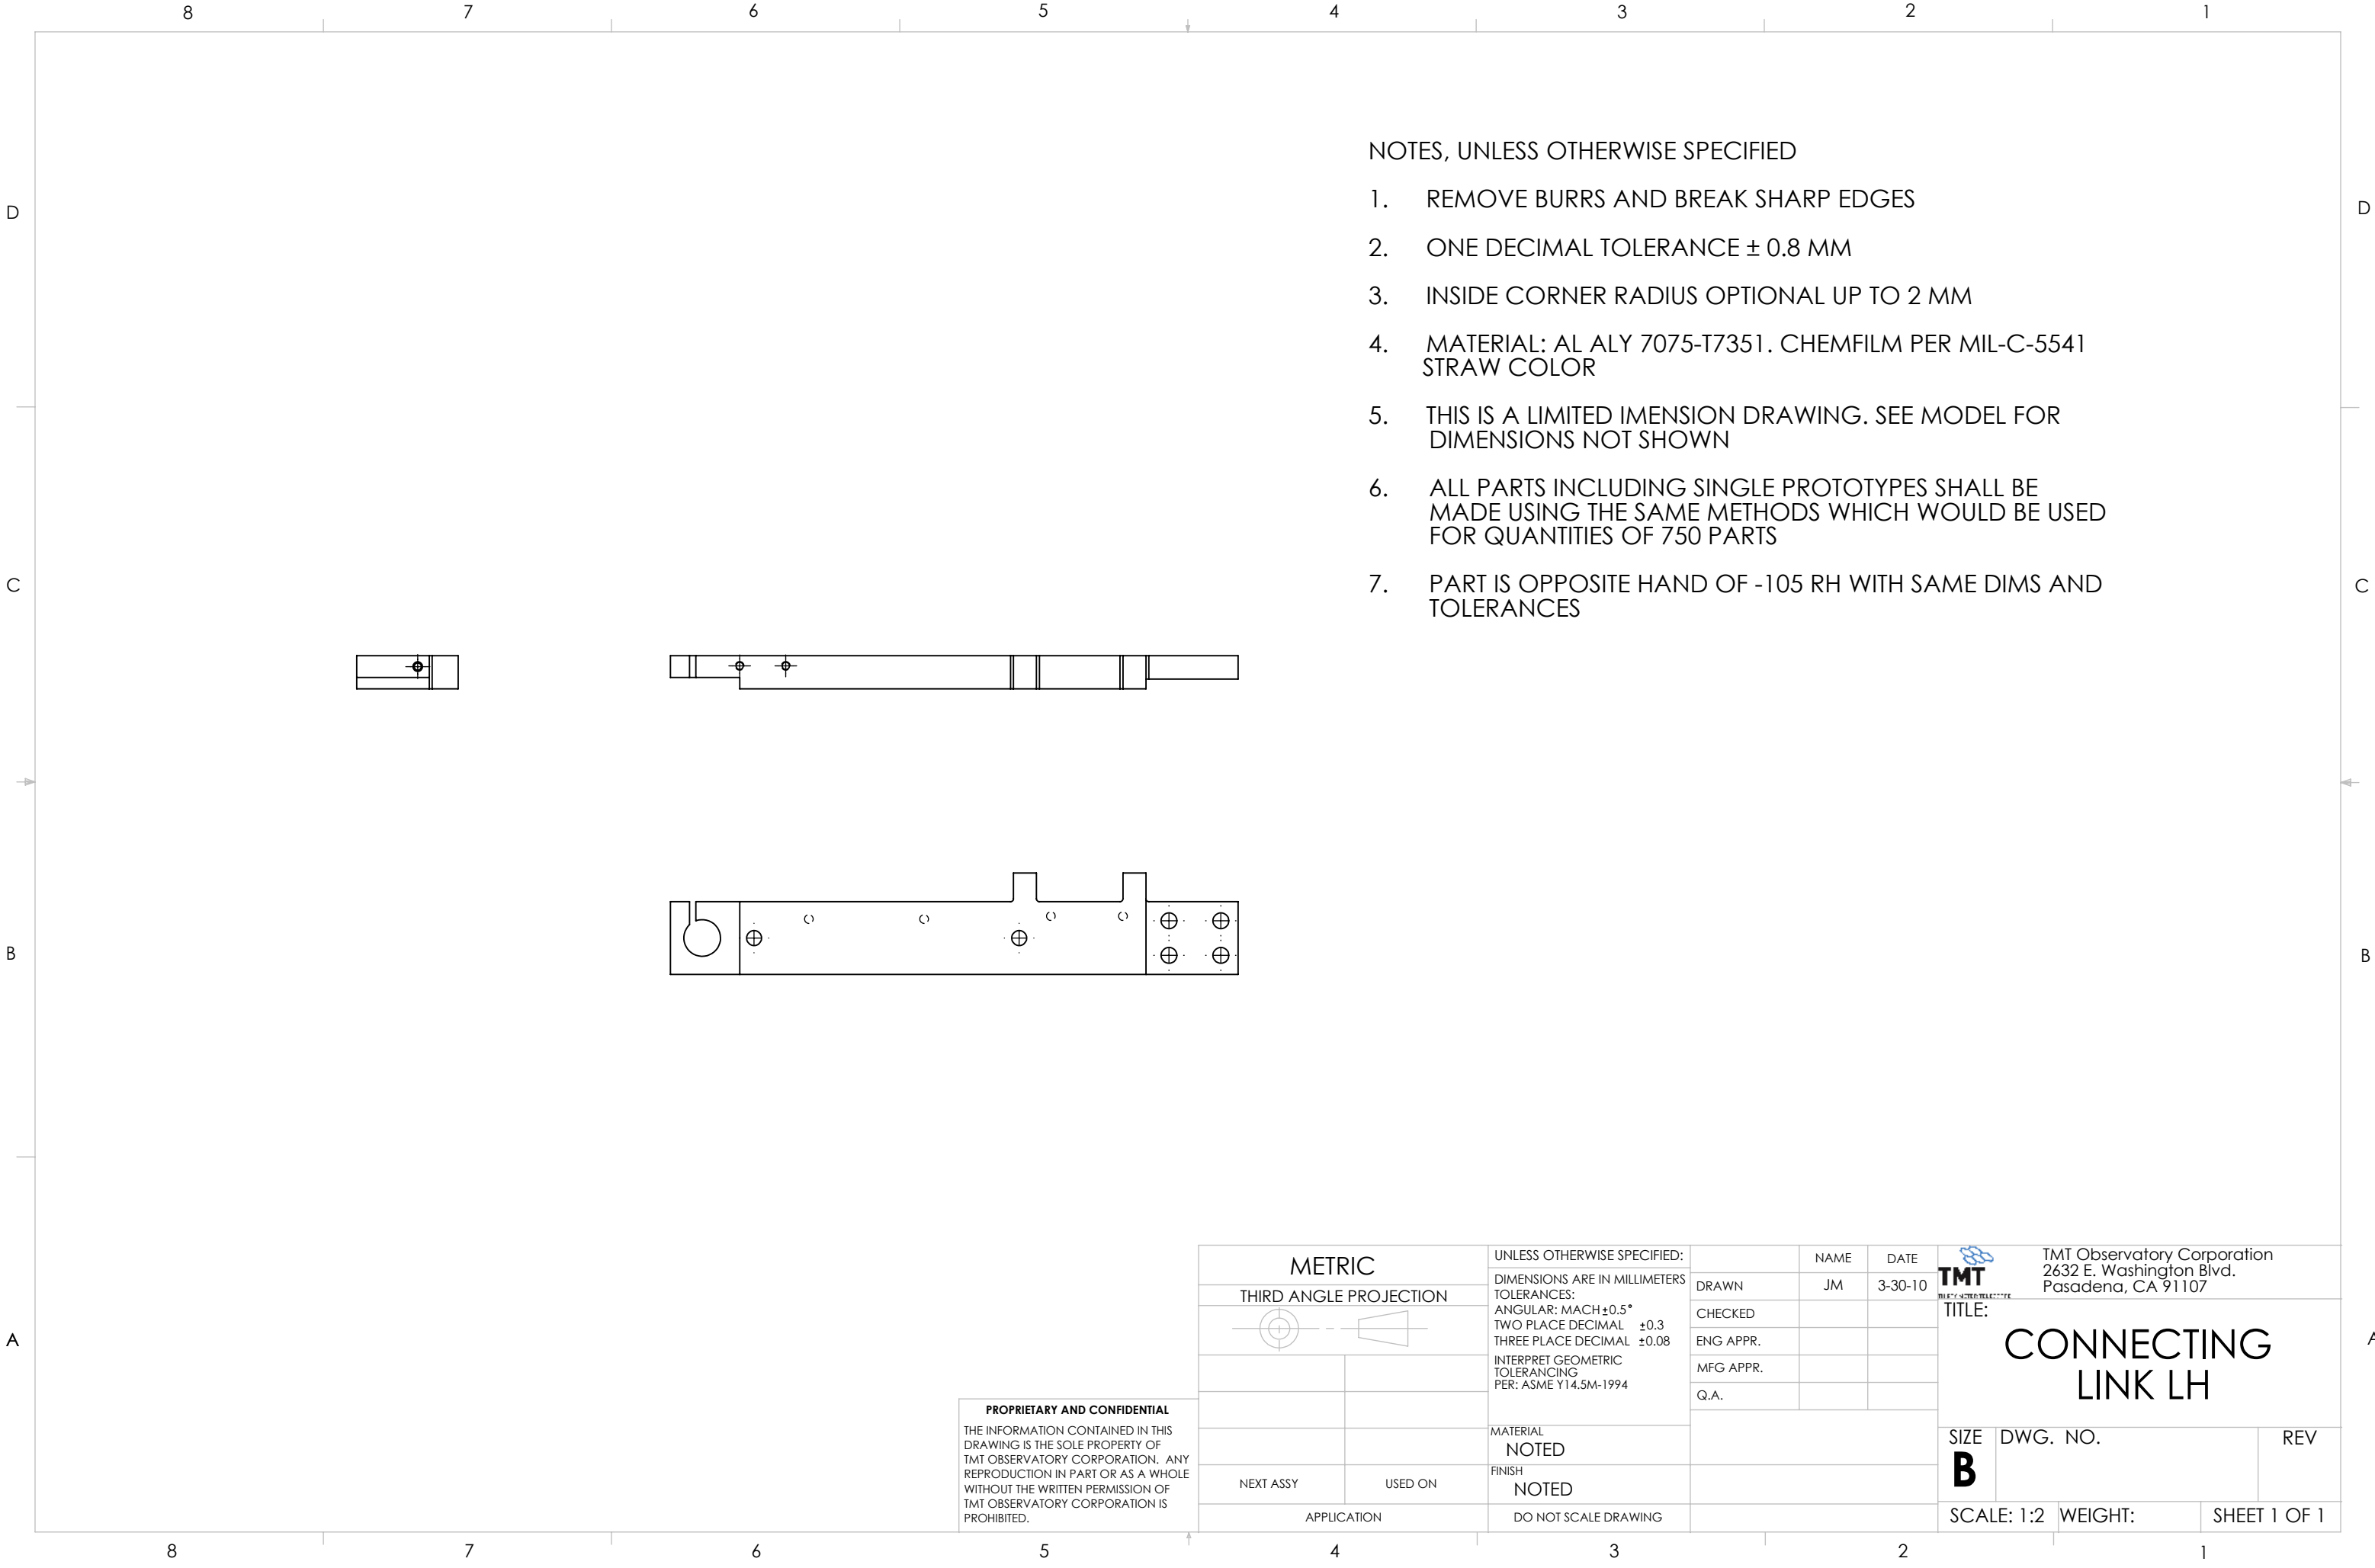 8 7 6 5 4 3 2 1
NOTES, UNLESS OTHERWISE SPECIFIED
1. REMOVE BURRS AND BREAK SHARP EDGES
D D
2. ONE DECIMAL TOLERANCE ± 0.8 MM
3. INSIDE CORNER RADIUS OPTIONAL UP TO 2 MM
4. MATERIAL: AL ALY 7075-T7351. CHEMFILM PER MIL-C-5541
STRAW COLOR
5. THIS IS A LIMITED IMENSION DRAWING. SEE MODEL FOR
DIMENSIONS NOT SHOWN
6. ALL PARTS INCLUDING SINGLE PROTOTYPES SHALL BE
MADE USING THE SAME METHODS WHICH WOULD BE USED
FOR QUANTITIES OF 750 PARTS
C C
7. PART IS OPPOSITE HAND OF -105 RH WITH SAME DIMS AND
TOLERANCES
B B
A A
PROPRIETARY AND CONFIDENTIAL
THE INFORMATION CONTAINED IN THIS
DRAWING IS THE SOLE PROPERTY OF
TMT OBSERVATORY CORPORATION. ANY
REPRODUCTION IN PART OR AS A WHOLE
WITHOUT THE WRITTEN PERMISSION OF
TMT OBSERVATORY CORPORATION IS
PROHIBITED.
METRIC
THIRD ANGLE PROJECTION
NEXT ASSY USED ON
APPLICATION
UNLESS OTHERWISE SPECIFIED:
DIMENSIONS ARE IN MILLIMETERS
TOLERANCES:
ANGULAR: MACH±0.5°
TWO PLACE DECIMAL ±0.3
THREE PLACE DECIMAL ±0.08
INTERPRET GEOMETRIC
TOLERANCING
PER: ASME Y14.5M-1994
MATERIAL
NOTED
FINISH
NOTED
DO NOT SCALE DRAWING
NAME DATE
DRAWN JM 3-30-10
CHECKED
ENG APPR.
MFG APPR.
Q.A.
TMT
TMT Observatory Corporation
2632 E. Washington Blvd.
Pasadena, CA 91107
TITLE:
CONNECTING
LINK LH
SIZE DWG. NO. REV
B
SCALE: 1:2 WEIGHT: SHEET 1 OF 1
8 7 6 5 4 3 2 1